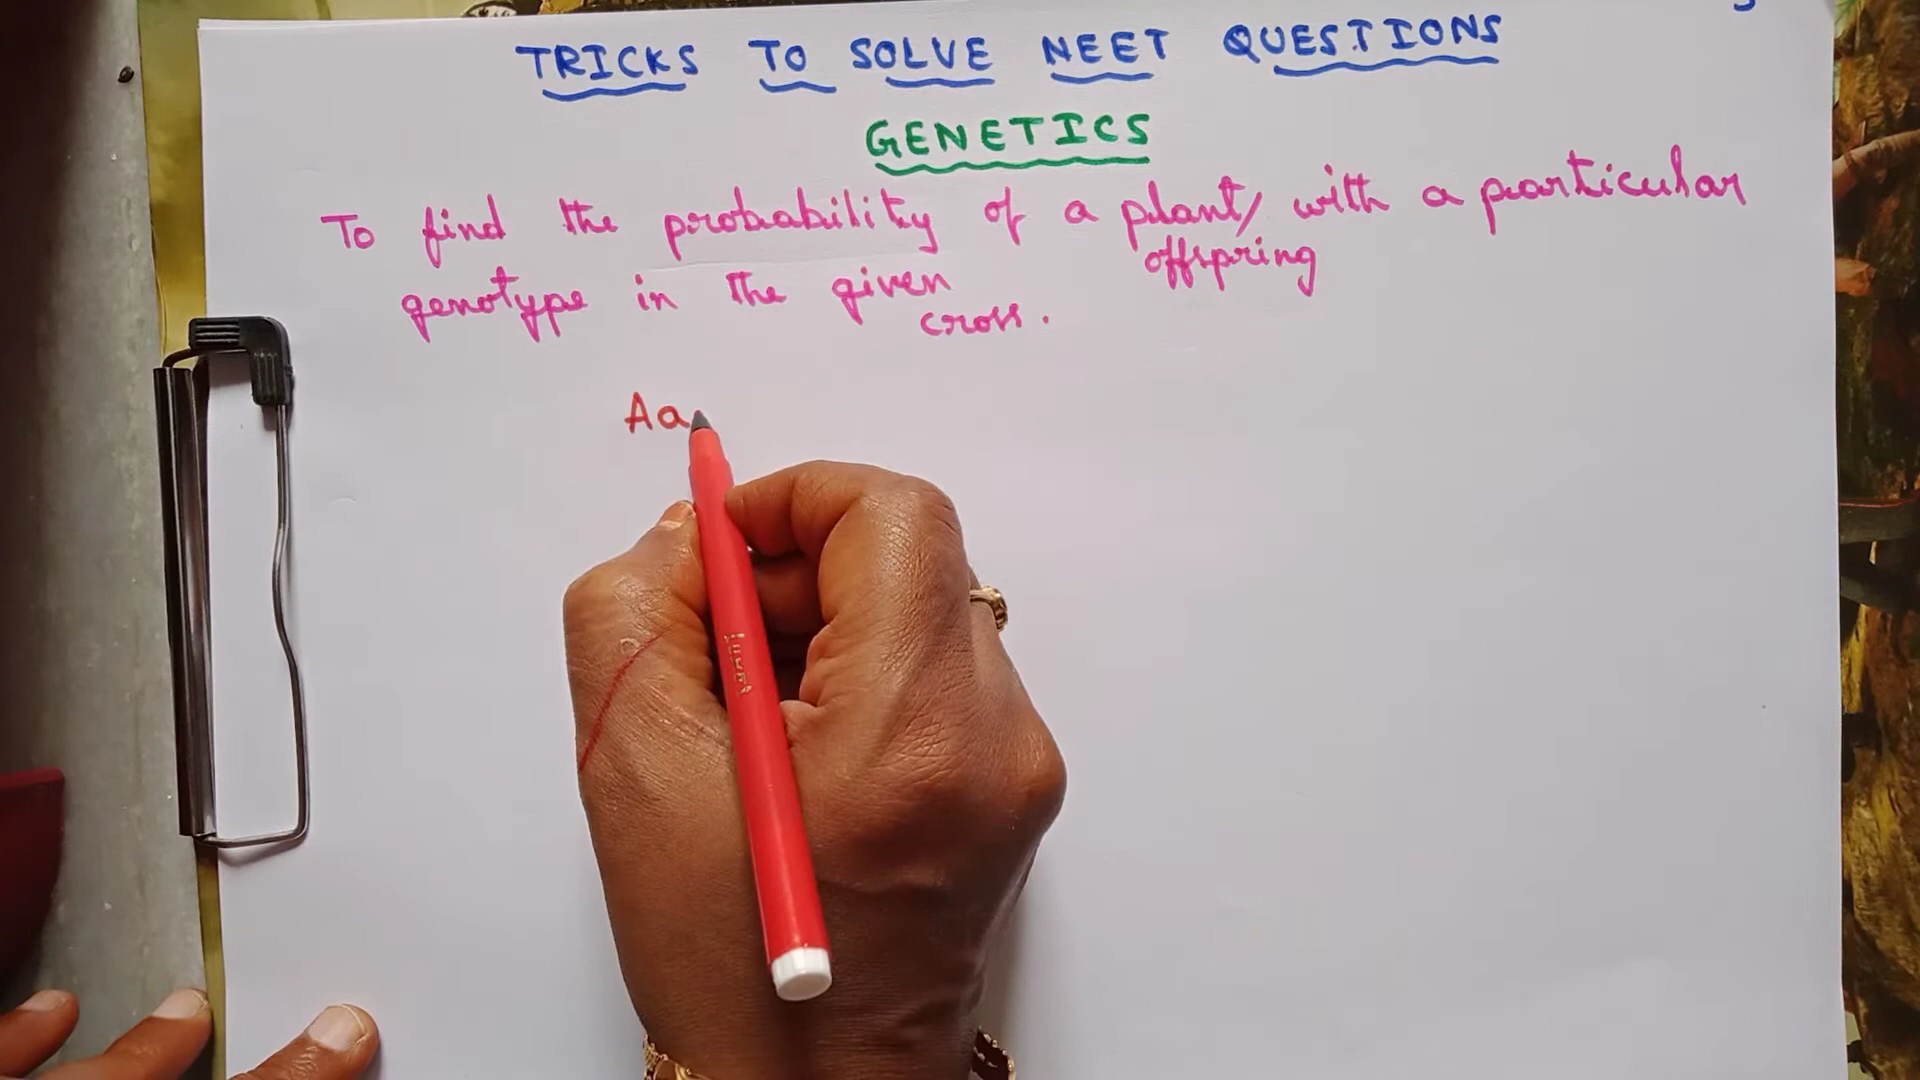 TRICKS TO SOLVE NEET QUESTIONS
GENETICS
To find the probability of a plant/ with a particular
offspring
genotype in the given
cross.
Aa